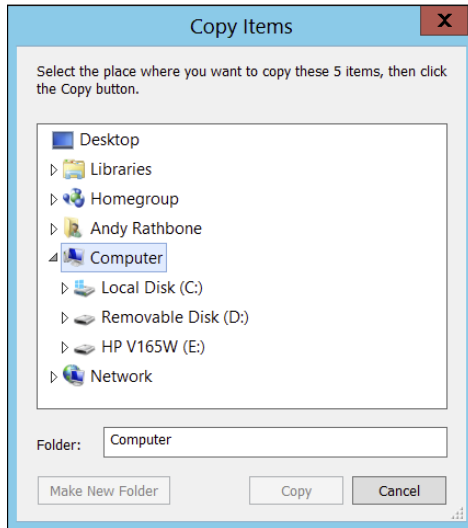 Copy Items
X
Select the place where you want to copy these 5 items, then click
the Copy button.
Desktop
Libraries
Homegroup
Andy Rathbone
Computer
Local Disk (C:)
Removable Disk (D:)
HP V165W (E:)
Network
Folder: Computer
Make New Folder Copy Cancel